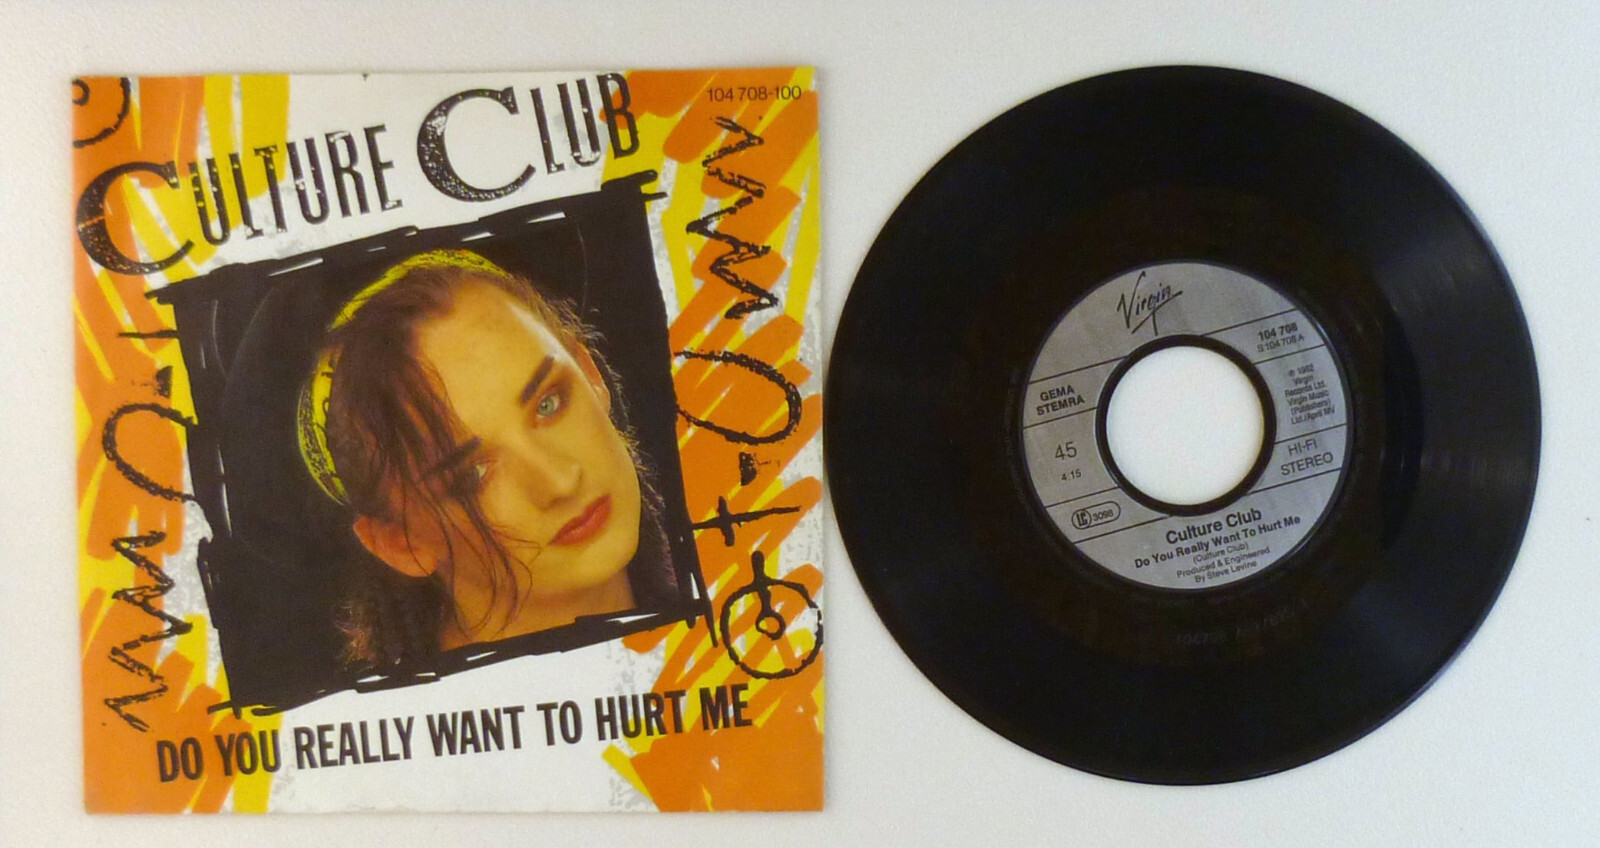 104 708-100
CULTURE CLUB
DO YOU REALLY WANT TO HURT ME
Virgin
104 708
S 104 708 A
GEMA
STEMRA
℗ 1982
Virgin
Records Ltd.
Virgin Music
(Publishers)
Ltd./April MV
45
4:15
HI-FI
STEREO
LC 3098
Culture Club
Do You Really Want To Hurt Me
(Culture Club)
Produced & Engineered
By Steve Levine